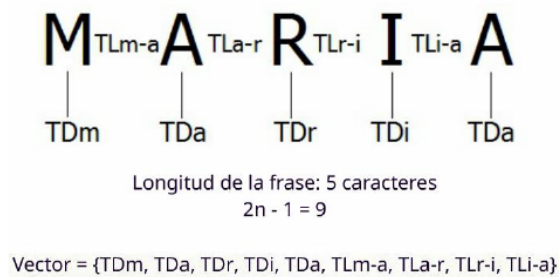 M TLm-a A TLa-r R TLr-i I TLi-a A
TDm TDa TDr TDi TDa
Longitud de la frase: 5 caracteres
2n - 1 = 9
Vector = {TDm, TDa, TDr, TDi, TDa, TLm-a, TLa-r, TLr-i, TLi-a}